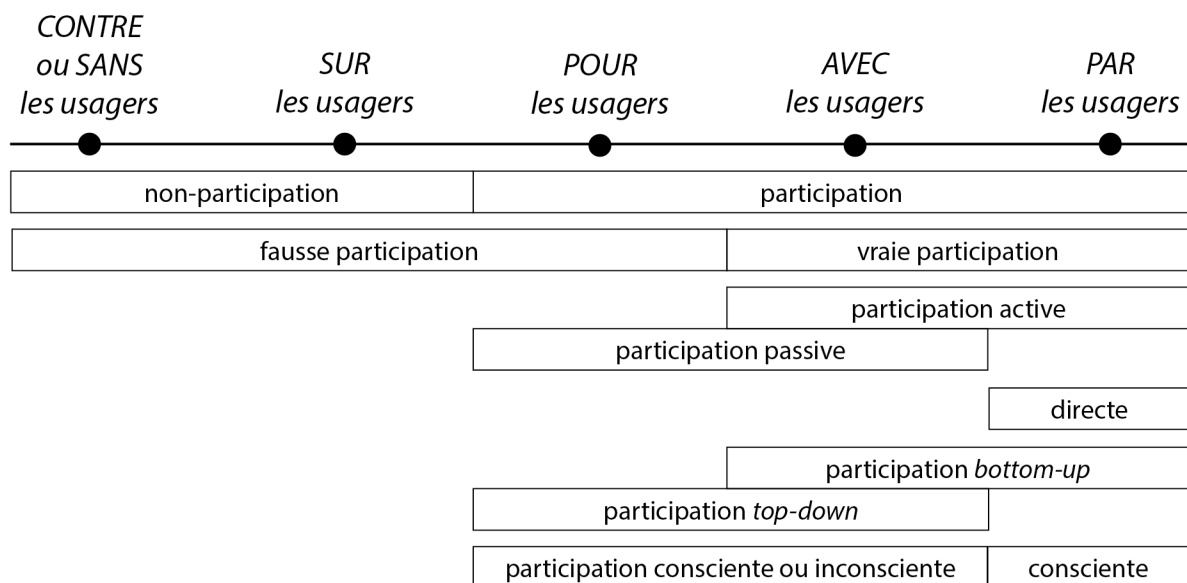 CONTRE
ou SANS
les usagers
SUR
les usagers
POUR
les usagers
AVEC
les usagers
PAR
les usagers
non-participation
participation
fausse participation
vraie participation
participation active
participation passive
directe
participation bottom-up
participation top-down
participation consciente ou inconsciente
consciente